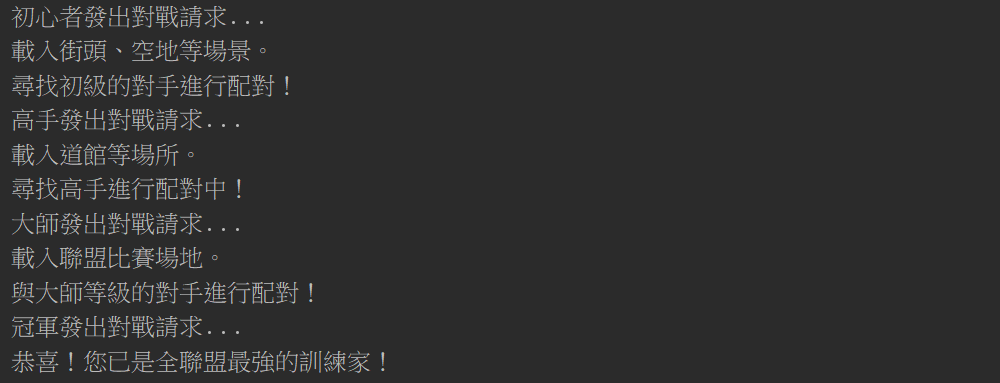 初心者發出對戰請求...
載入街頭、空地等場景。
尋找初級的對手進行配對！
高手發出對戰請求...
載入道館等場所。
尋找高手進行配對中！
大師發出對戰請求...
載入聯盟比賽場地。
與大師等級的對手進行配對！
冠軍發出對戰請求...
恭喜！您已是全聯盟最強的訓練家！